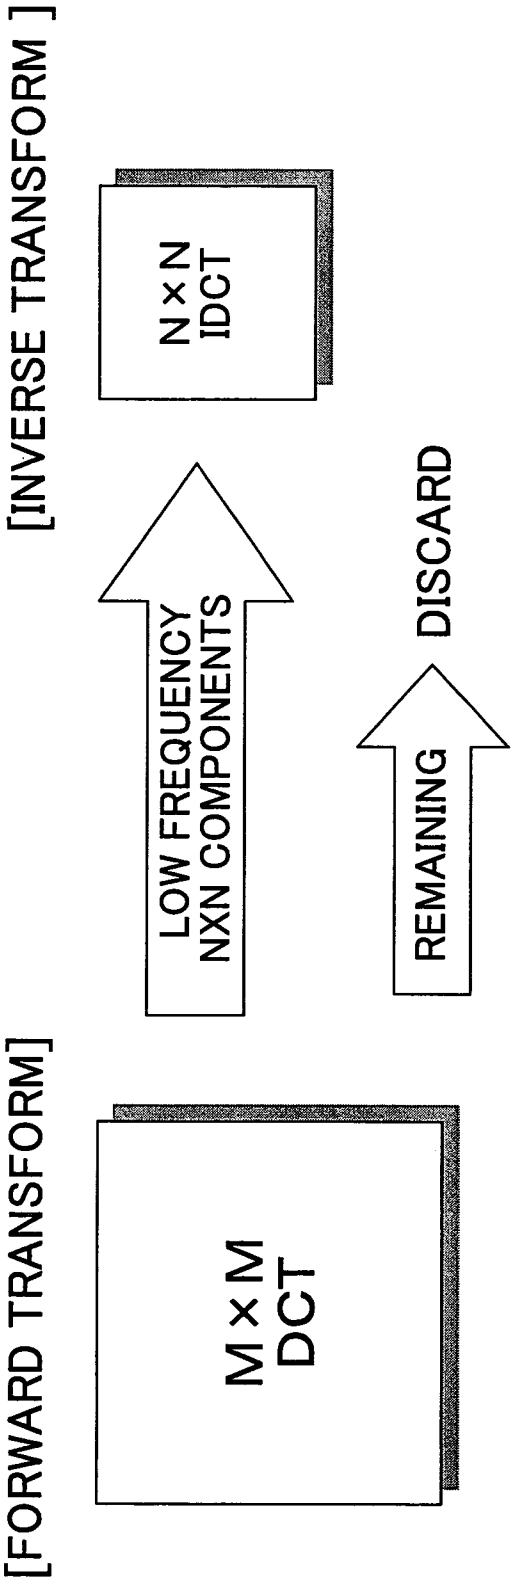 [FORWARD TRANSFORM]
[INVERSE TRANSFORM ]
M × M
DCT
LOW FREQUENCY
NXN COMPONENTS
N × N
IDCT
REMAINING
DISCARD